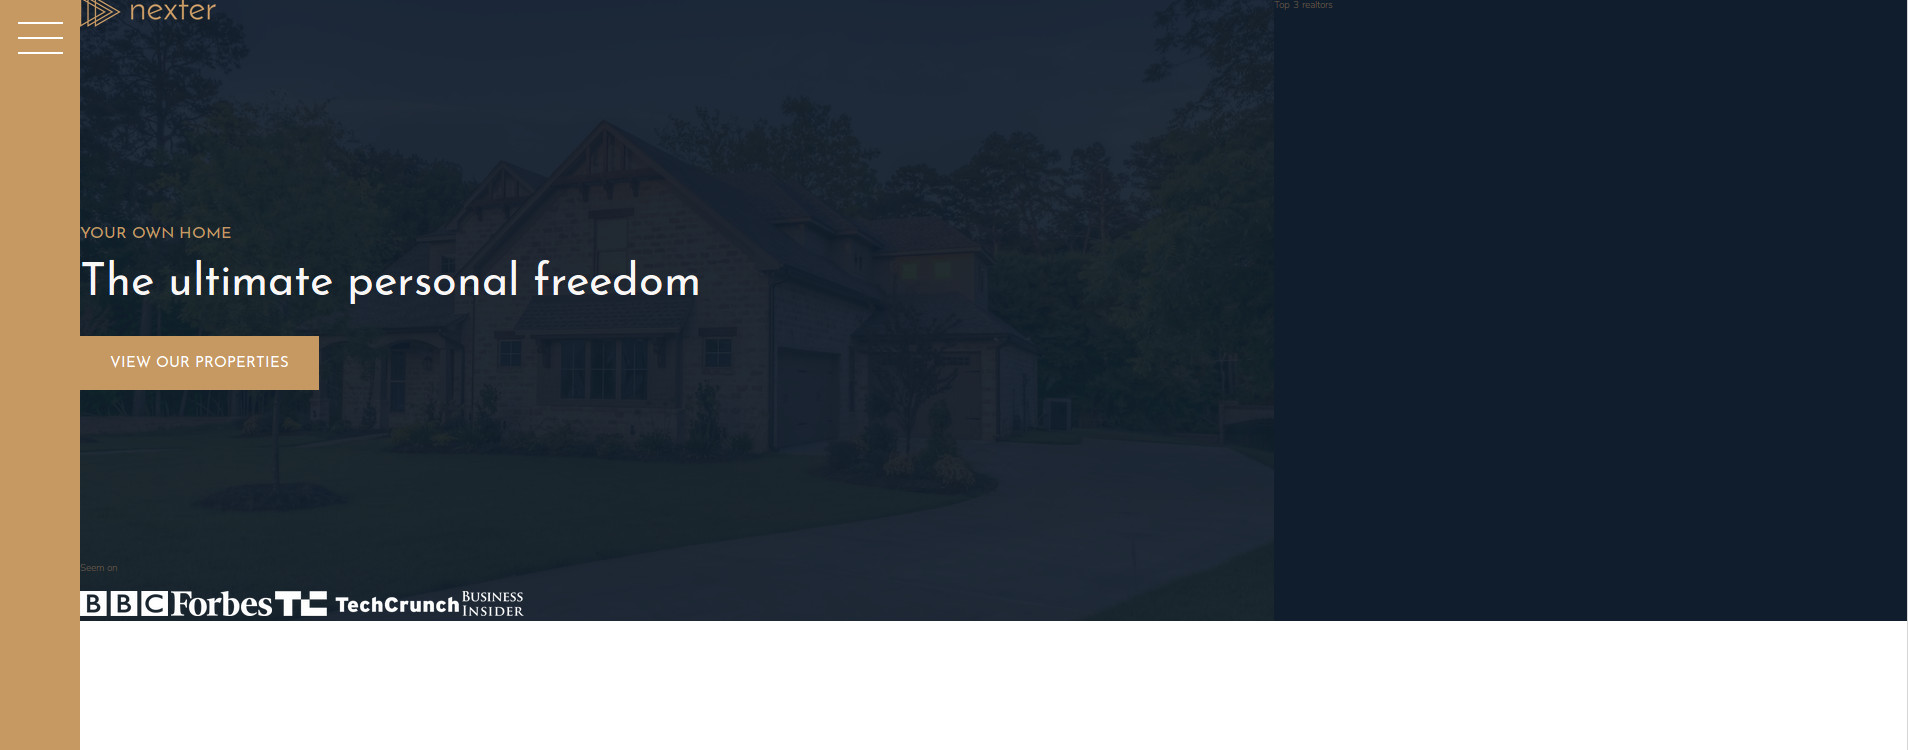 nexter
Top 3 realtors
YOUR OWN HOME
The ultimate personal freedom
VIEW OUR PROPERTIES
Seem on
BBC Forbes TC TechCrunch BUSINESS INSIDER